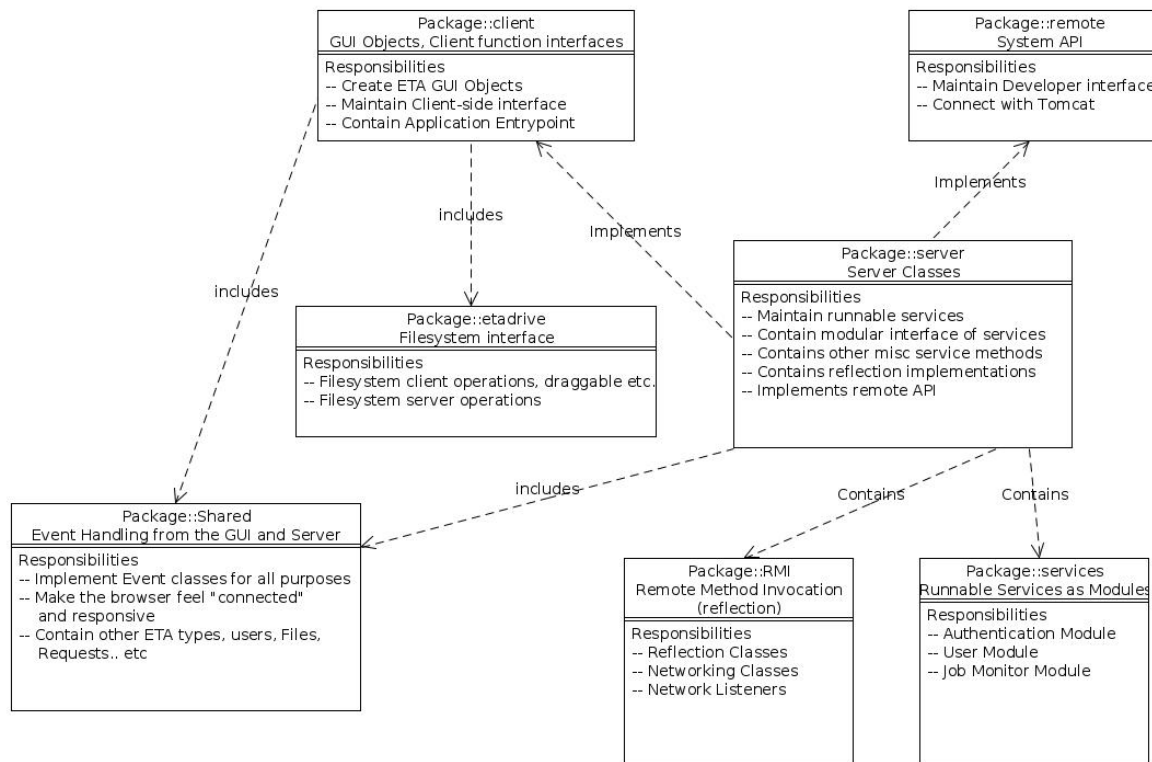 Package::client
GUI Objects, Client function interfaces
Responsibilities
-- Create ETA GUI Objects
-- Maintain Client-side interface
-- Contain Application Entrypoint
Package::remote
System API
Responsibilities
-- Maintain Developer interface
-- Connect with Tomcat
includes
Implements
Implements
includes
Package::server
Server Classes
Responsibilities
-- Maintain runnable services
-- Contain modular interface of services
-- Contains other misc service methods
-- Contains reflection implementations
-- Implements remote API
Package::etadrive
Filesystem interface
Responsibilities
-- Filesystem client operations, draggable etc.
-- Filesystem server operations
includes
Contains
Contains
Package::Shared
Event Handling from the GUI and Server
Responsibilities
-- Implement Event classes for all purposes
-- Make the browser feel "connected"
and responsive
-- Contain other ETA types, users, Files,
Requests.. etc
Package::RMI
Remote Method Invocation
(reflection)
Responsibilities
-- Reflection Classes
-- Networking Classes
-- Network Listeners
Package::services
Runnable Services as Modules
Responsibilities
-- Authentication Module
-- User Module
-- Job Monitor Module